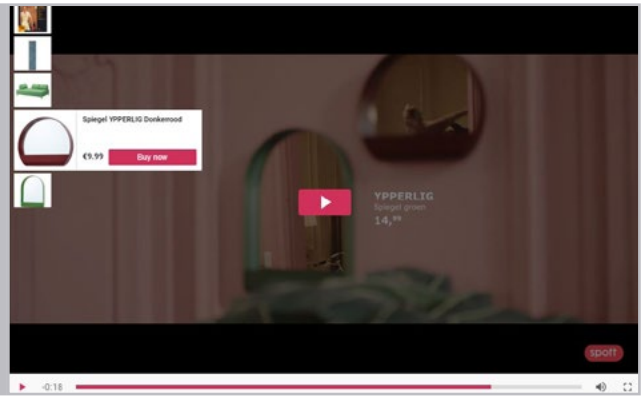 Spiegel YPPERLIG Donkerrood
€9.99
Buy now
YPPERLIG
Spiegel groen
14,⁹⁹
spott
-0:18